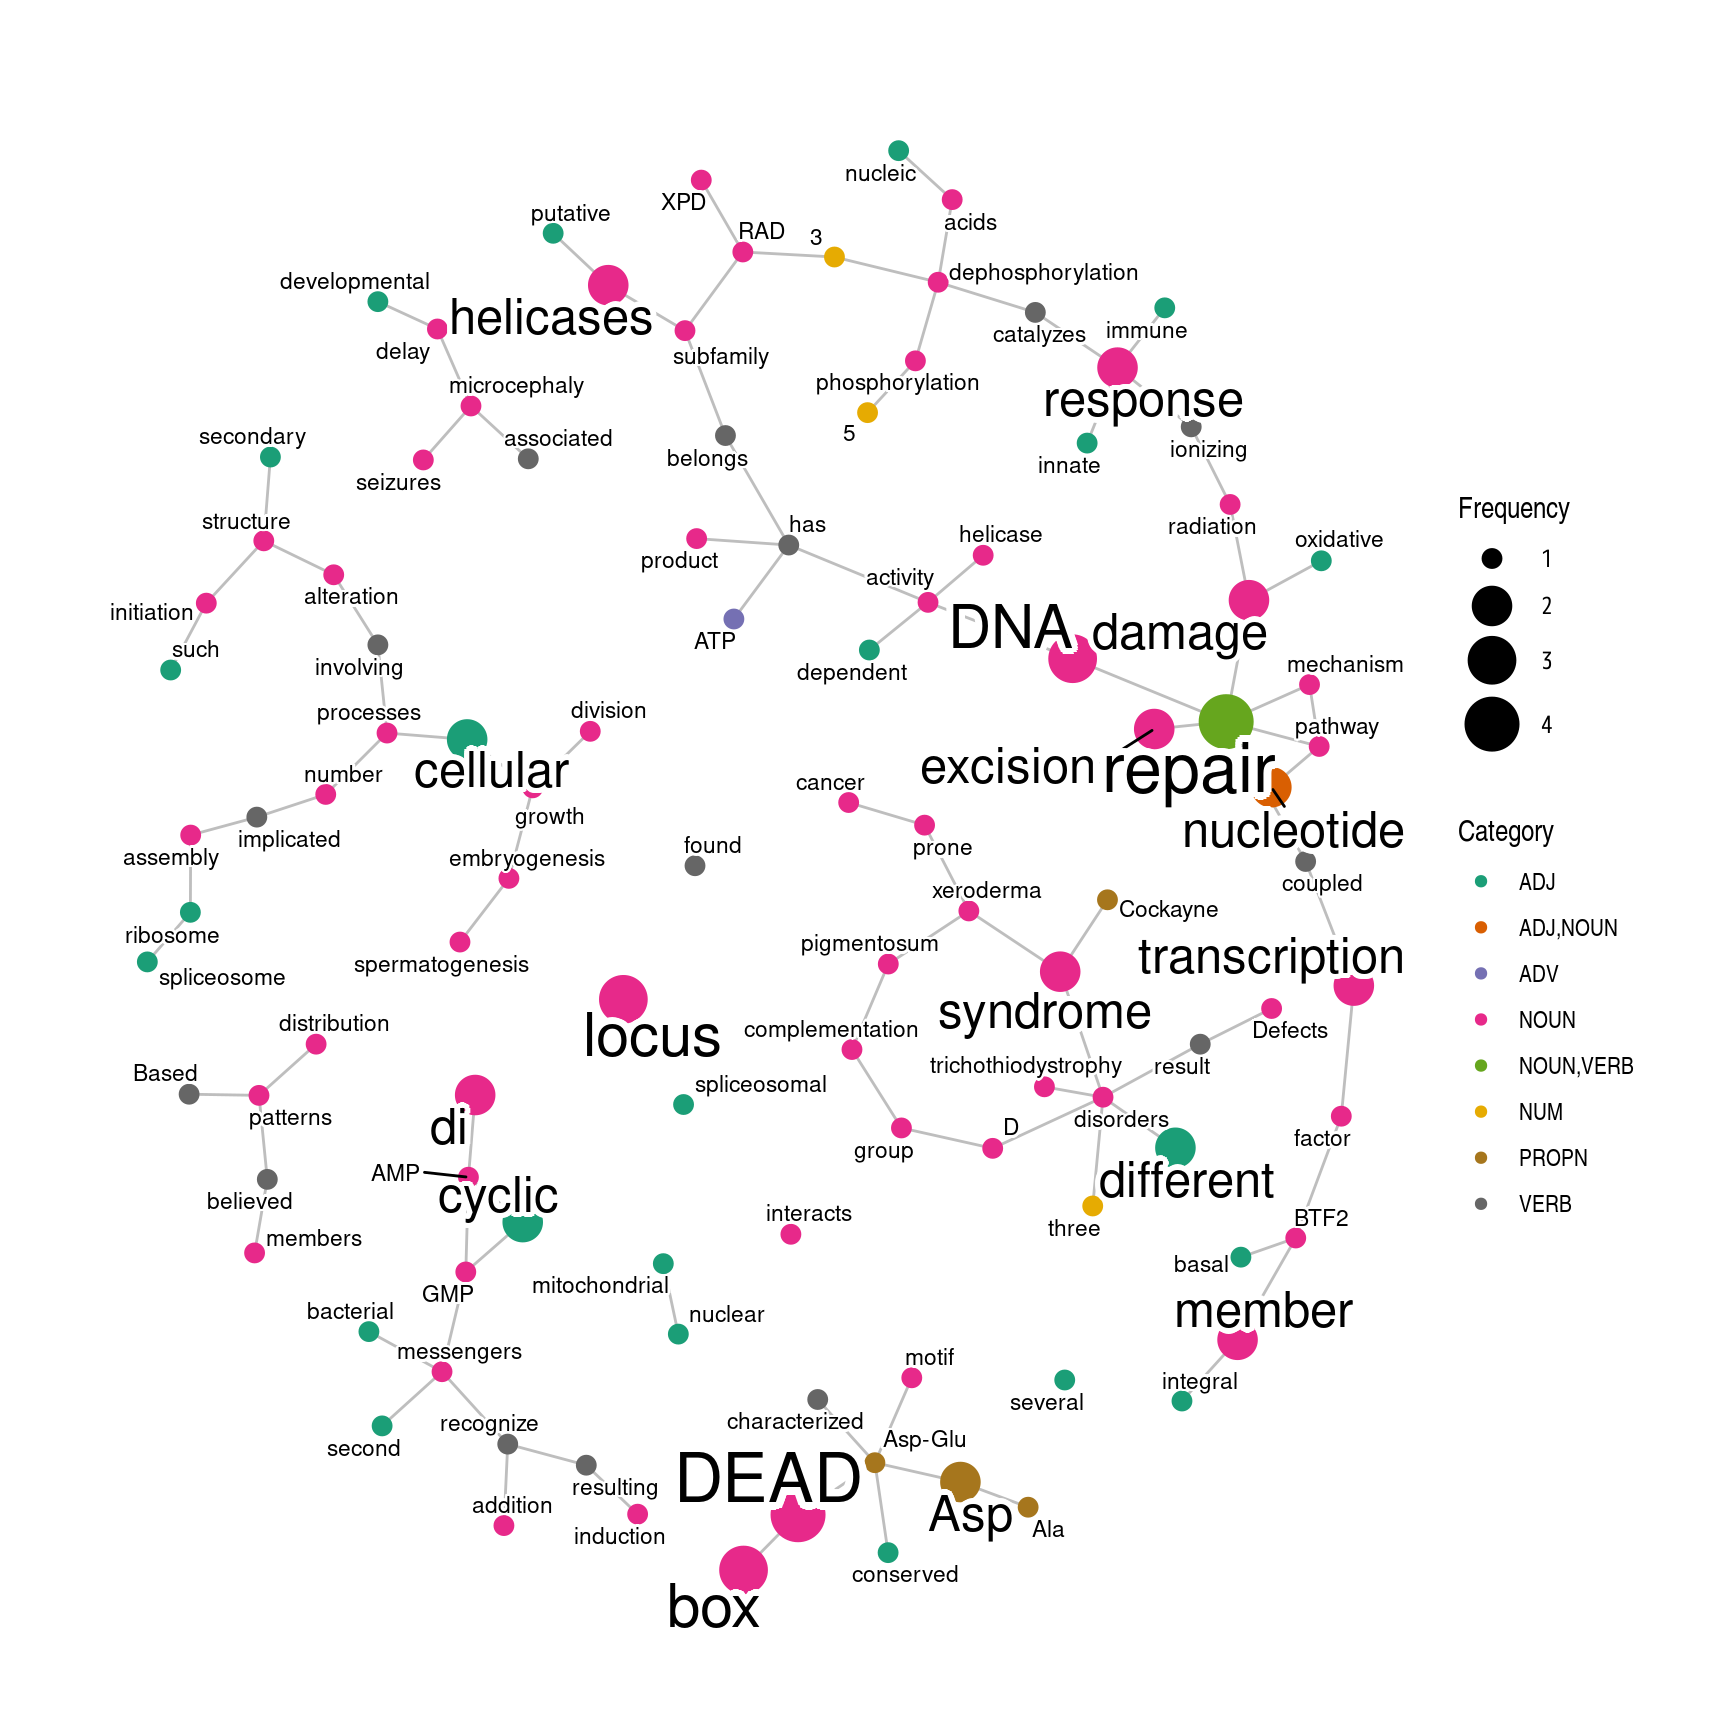 nucleic
XPD
acids
putative
RAD
3
dephosphorylation
developmental
helicases
catalyzes
immune
delay
subfamily
microcephaly
phosphorylation
response
secondary
associated
5
belongs
innate
ionizing
seizures
Frequency
structure
has
helicase
radiation
oxidative
1
product
activity
alteration
initiation
DNA
damage
2
such
ATP
involving
dependent
mechanism
3
processes
division
pathway
4
number
cellular
excision
repair
cancer
growth
nucleotide
Category
implicated
assembly
embryogenesis
found
prone
coupled
ADJ
xeroderma
Cockayne
ADJ,NOUN
ribosome
spermatogenesis
pigmentosum
transcription
ADV
spliceosome
distribution
locus
complementation
syndrome
Defects
NOUN
Based
spliceosomal
trichothiodystrophy
result
NOUN,VERB
patterns
di
D
disorders
NUM
group
factor
AMP
different
PROPN
believed
cyclic
interacts
three
BTF2
VERB
members
GMP
mitochondrial
basal
bacterial
nuclear
member
messengers
motif
integral
second
recognize
characterized
several
Asp-Glu
DEAD
resulting
addition
Asp
induction
Ala
conserved
box